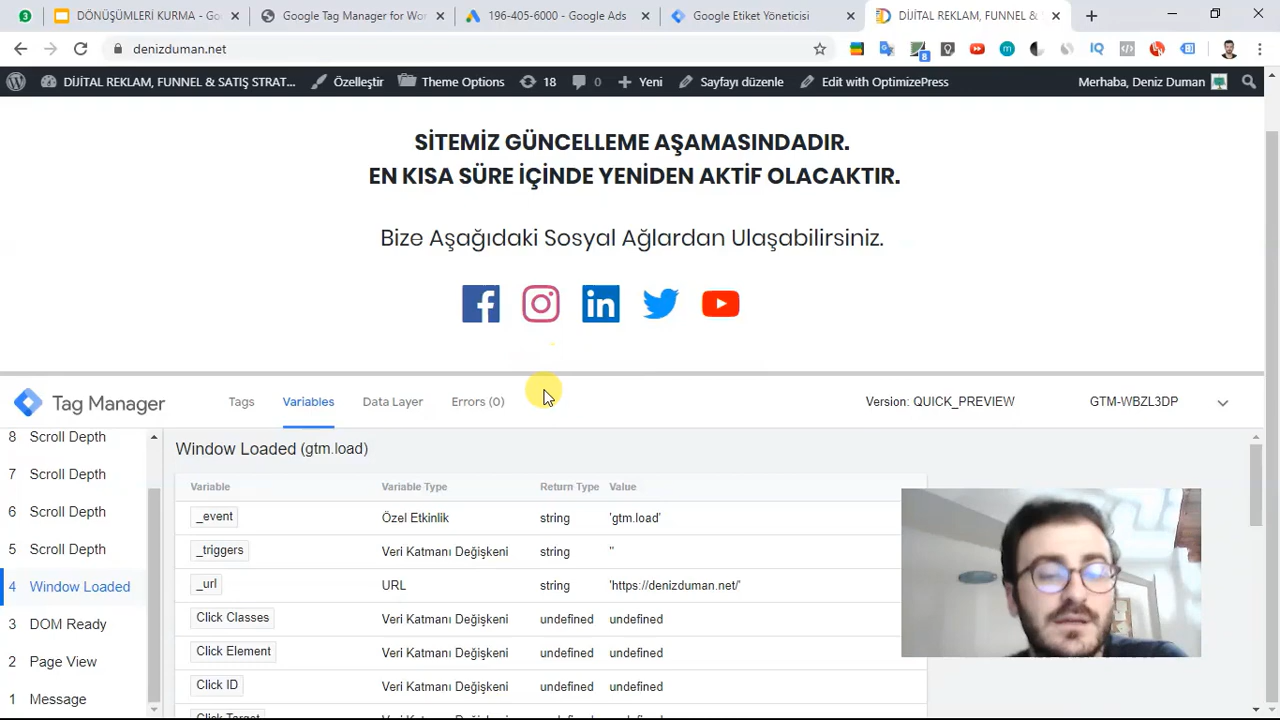 DÖNÜŞÜMLERİ KURMA - Go
Google Tag Manager for Wor
196-405-6000 - Google Ads
Google Etiket Yöneticisi
DİJİTAL REKLAM, FUNNEL &
denizduman.net
DİJİTAL REKLAM, FUNNEL & SATIŞ STRAT...
Özelleştir
Theme Options
18
0
Yeni
Sayfayı düzenle
Edit with OptimizePress
Merhaba, Deniz Duman
SİTEMİZ GÜNCELLEME AŞAMASINDADIR.
EN KISA SÜRE İÇİNDE YENİDEN AKTİF OLACAKTIR.
Bize Aşağıdaki Sosyal Ağlardan Ulaşabilirsiniz.
Tag Manager
Tags
Variables
Data Layer
Errors (0)
Version: QUICK_PREVIEW
GTM-WBZL3DP
8 Scroll Depth
7 Scroll Depth
6 Scroll Depth
5 Scroll Depth
4 Window Loaded
3 DOM Ready
2 Page View
1 Message
Window Loaded (gtm.load)
Variable Variable Type Return Type Value
_event Özel Etkinlik string 'gtm.load'
_triggers Veri Katmanı Değişkeni string ''
_url URL string 'https://denizduman.net/'
Click Classes Veri Katmanı Değişkeni undefined undefined
Click Element Veri Katmanı Değişkeni undefined undefined
Click ID Veri Katmanı Değişkeni undefined undefined
Click Target Veri Katmanı Değişkeni undefined undefined